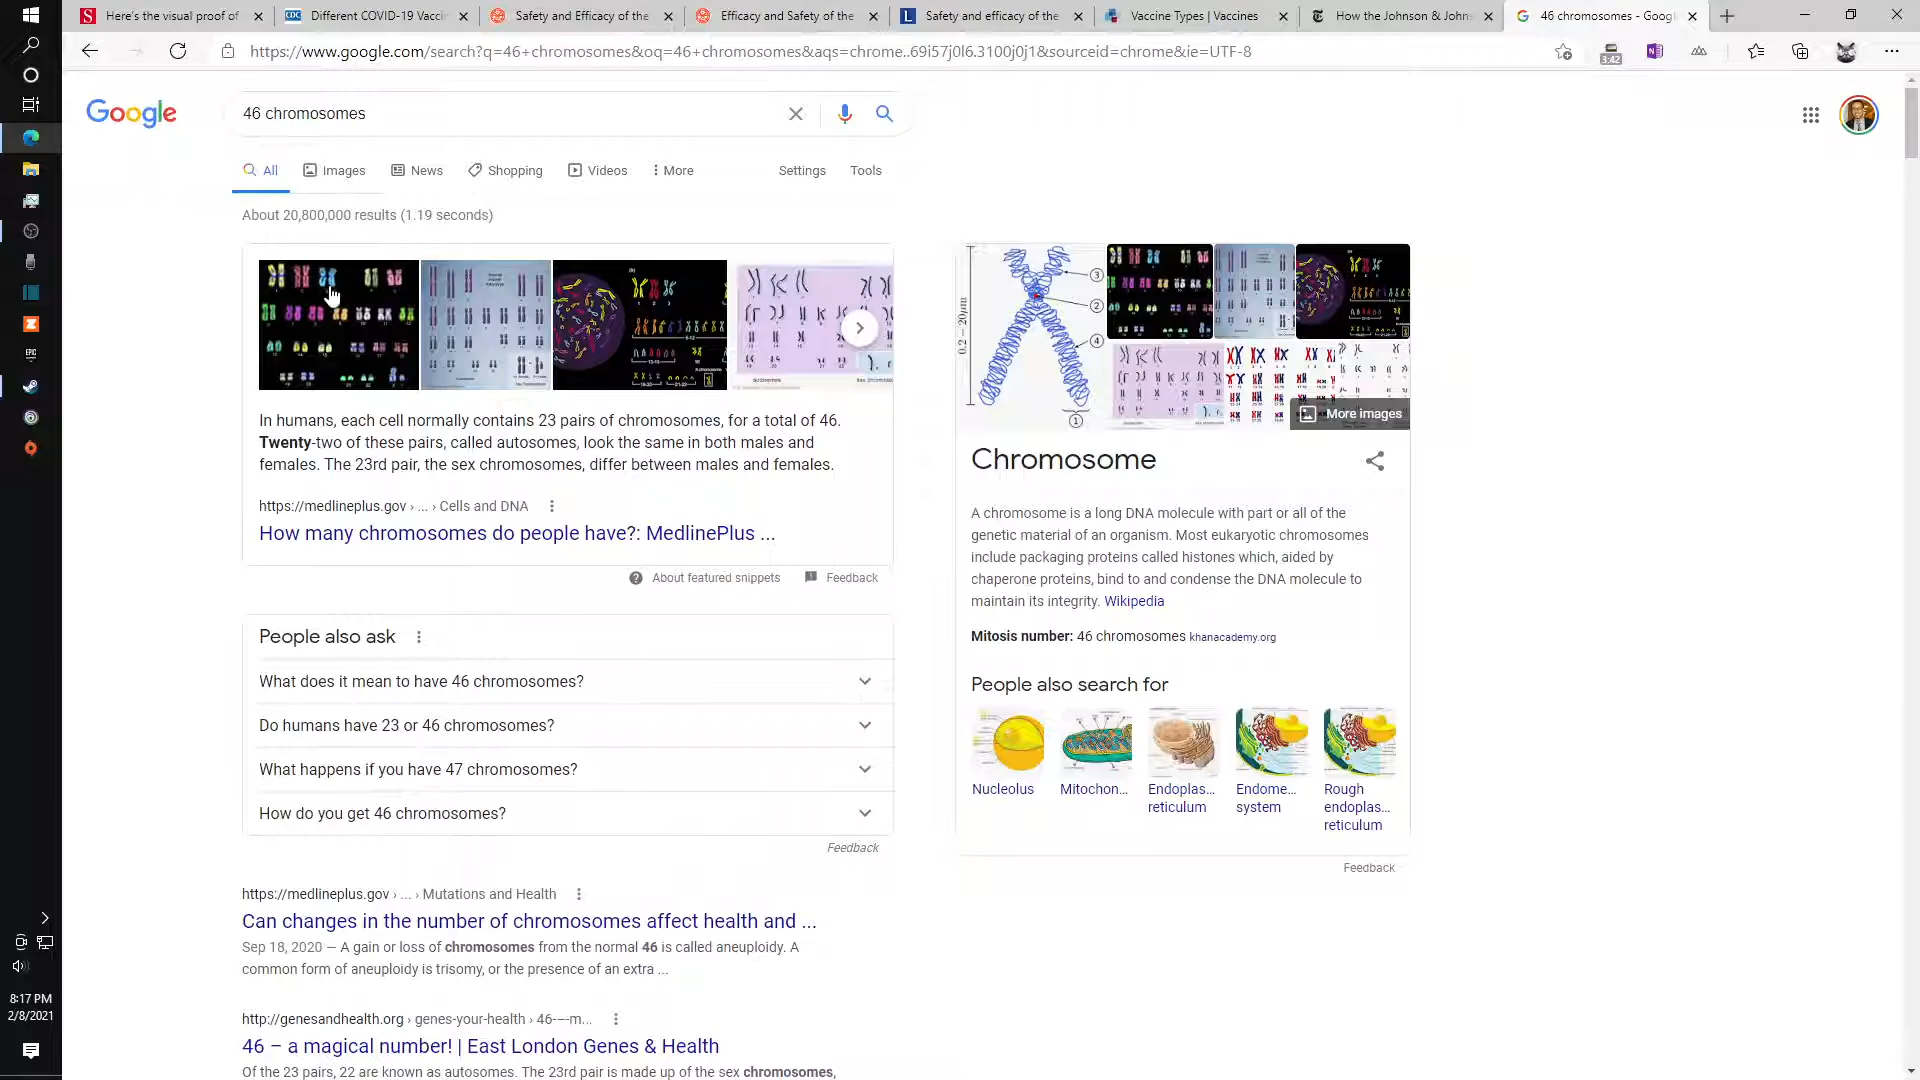 Here's the visual proof of
Different COVID-19 Vacci
Safety and Efficacy of the
Efficacy and Safety of the
Safety and efficacy of the
Vaccine Types | Vaccines
How the Johnson & Johns
46 chromosomes - Googl
https://www.google.com/search?q=46+chromosomes&oq=46+chromosomes&aqs=chrome..69i57j0l6.3100j0j1&sourceid=chrome&ie=UTF-8
3:42
Google
46 chromosomes
All
Images
News
Shopping
Videos
More
Settings
Tools
About 20,800,000 results (1.19 seconds)
In humans, each cell normally contains 23 pairs of chromosomes, for a total of 46.
Twenty-two of these pairs, called autosomes, look the same in both males and
females. The 23rd pair, the sex chromosomes, differ between males and females.
https://medlineplus.gov › ... › Cells and DNA
How many chromosomes do people have?: MedlinePlus ...
About featured snippets
Feedback
People also ask
What does it mean to have 46 chromosomes?
Do humans have 23 or 46 chromosomes?
What happens if you have 47 chromosomes?
How do you get 46 chromosomes?
Feedback
https://medlineplus.gov › ... › Mutations and Health
Can changes in the number of chromosomes affect health and ...
Sep 18, 2020 — A gain or loss of chromosomes from the normal 46 is called aneuploidy. A
common form of aneuploidy is trisomy, or the presence of an extra ...
http://genesandhealth.org › genes-your-health › 46-–-m...
46 – a magical number! | East London Genes & Health
Of the 23 pairs, 22 are known as autosomes. The 23rd pair is made up of the sex chromosomes,
0.2 – 20μm
3
2
4
1
More images
Chromosome
A chromosome is a long DNA molecule with part or all of the
genetic material of an organism. Most eukaryotic chromosomes
include packaging proteins called histones which, aided by
chaperone proteins, bind to and condense the DNA molecule to
maintain its integrity. Wikipedia
Mitosis number: 46 chromosomes khanacademy.org
People also search for
Nucleolus
Mitochon...
Endoplas...
reticulum
Endome...
system
Rough
endoplas...
reticulum
Feedback
EPIC
8:17 PM
2/8/2021